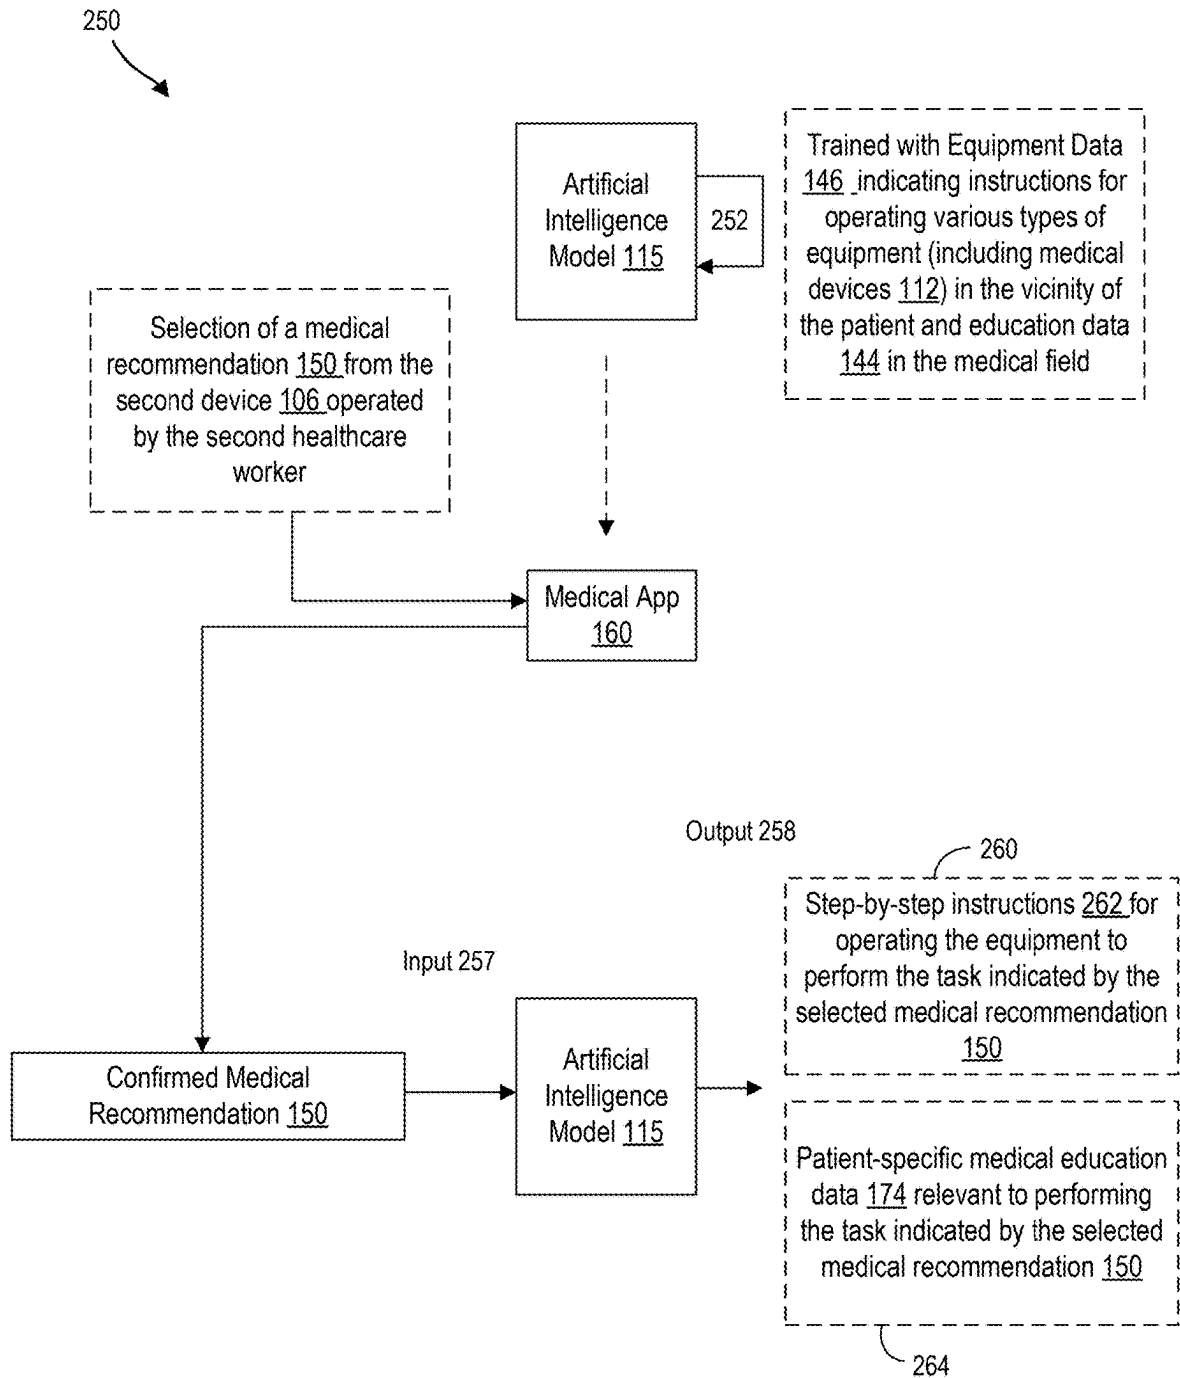 250
Artificial
Intelligence
Model 115
252
Trained with Equipment Data
146 indicating instructions for
operating various types of
equipment (including medical
devices 112) in the vicinity of
the patient and education data
144 in the medical field
Selection of a medical
recommendation 150 from the
second device 106 operated
by the second healthcare
worker
Medical App
160
Output 258
260
Step-by-step instructions 262 for
operating the equipment to
perform the task indicated by the
selected medical recommendation
150
Input 257
Confirmed Medical
Recommendation 150
Artificial
Intelligence
Model 115
Patient-specific medical education
data 174 relevant to performing
the task indicated by the selected
medical recommendation 150
264